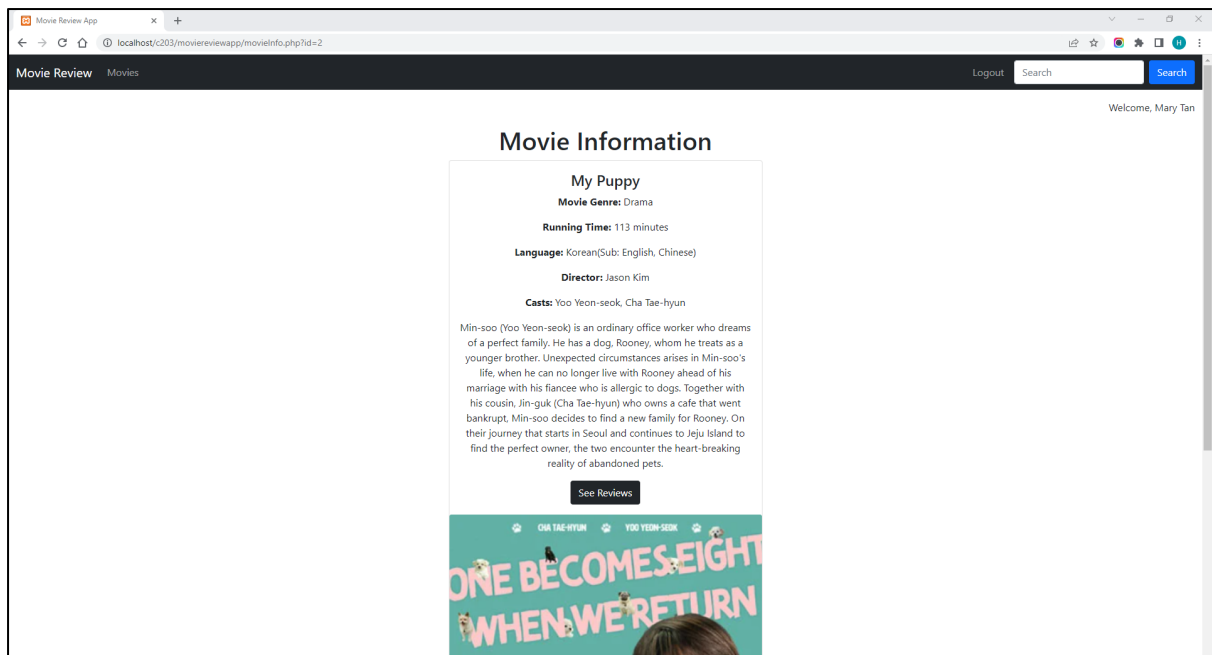 Movie Review App
localhost/c203/moviereviewapp/movieInfo.php?id=2
H
Movie Review Movies Logout Search Search
Welcome, Mary Tan
Movie Information
My Puppy
Movie Genre: Drama
Running Time: 113 minutes
Language: Korean(Sub: English, Chinese)
Director: Jason Kim
Casts: Yoo Yeon-seok, Cha Tae-hyun
Min-soo (Yoo Yeon-seok) is an ordinary office worker who dreams
of a perfect family. He has a dog, Rooney, whom he treats as a
younger brother. Unexpected circumstances arises in Min-soo's
life, when he can no longer live with Rooney ahead of his
marriage with his fiancee who is allergic to dogs. Together with
his cousin, Jin-guk (Cha Tae-hyun) who owns a cafe that went
bankrupt, Min-soo decides to find a new family for Rooney. On
their journey that starts in Seoul and continues to Jeju Island to
find the perfect owner, the two encounter the heart-breaking
reality of abandoned pets.
See Reviews
CHA TAE-HYUN YOO YEON-SEOK
ONE BECOMES EIGHT
WHEN WE RETURN